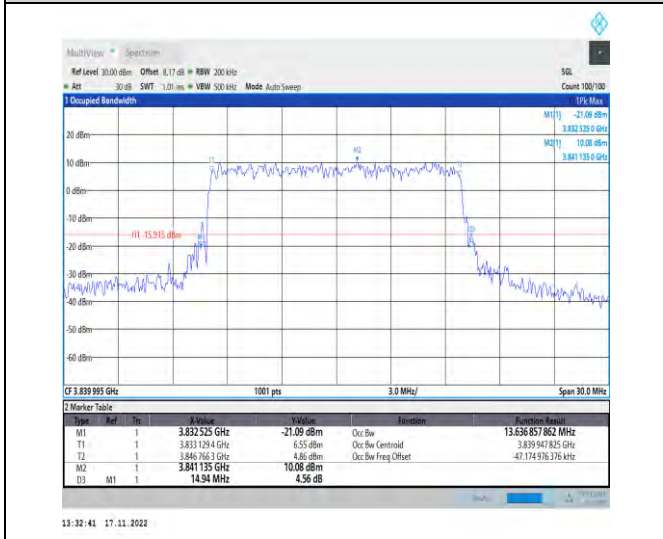 MultiView Spectrum
Ref Level 30.00 dBm Offset 8.17 dB RBW 200 kHz SGL
Att 30 dB SWT 1.01 ms VBW 500 kHz Mode Auto Sweep Count 100/100
1 Occupied Bandwidth 1Pk Max
M1[1] -21.09 dBm
3.832 525 0 GHz
M2[1] 10.08 dBm
3.841 135 0 GHz
20 dBm
M2
T1
10 dBm
0 dBm
-10 dBm
H1 -15.915 dBm
-20 dBm
-30 dBm
-40 dBm
-50 dBm
-60 dBm
CF 3.839 995 GHz 1001 pts 3.0 MHz/ Span 30.0 MHz
2 Marker Table
Type Ref Trc X-Value Y-Value Function Function Result
M1 1 3.832 525 GHz -21.09 dBm Occ Bw 13.636 857 862 MHz
T1 1 3.833 129 4 GHz 6.55 dBm Occ Bw Centroid 3.839 947 825 GHz
T2 1 3.846 766 3 GHz 4.86 dBm Occ Bw Freq Offset -47.174 976 376 kHz
M2 1 3.841 135 GHz 10.08 dBm
D3 M1 1 14.94 MHz 4.56 dB
13:32:41 17.11.2022